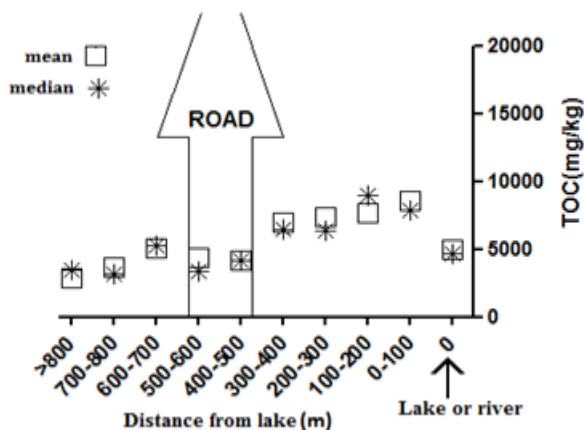 mean
median
ROAD
20000
15000
10000
5000
0
TOC(mg/kg)
>800
700-800
600-700
500-600
400-500
300-400
200-300
100-200
0-100
0
Distance from lake (m)
Lake or river